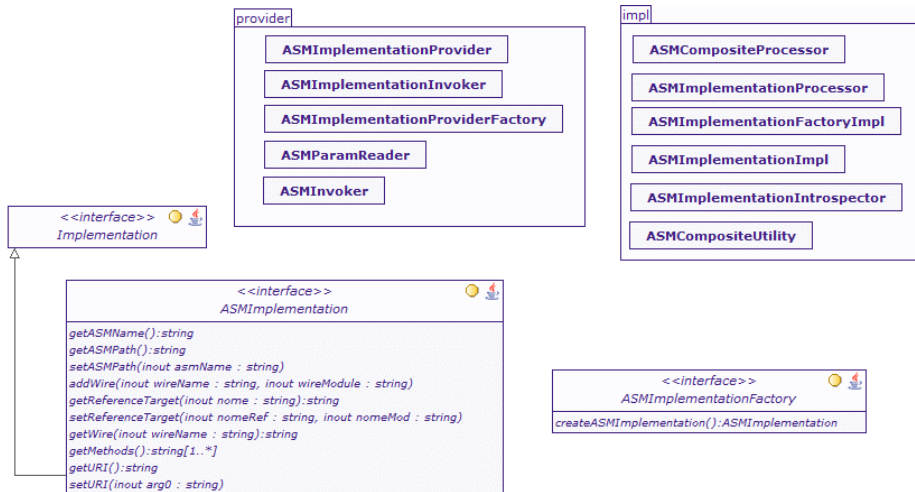 provider
ASMImplementationProvider
ASMImplementationInvoker
ASMImplementationProviderFactory
ASMParamReader
ASMInvoker
impl
ASMCompositeProcessor
ASMImplementationProcessor
ASMImplementationFactoryImpl
ASMImplementationImpl
ASMImplementationIntrospector
ASMCompositeUtility
<<interface>>
Implementation
<<interface>>
ASMImplementation
getASMName():string
getASMPath():string
setASMPath(inout asmName : string)
addWire(inout wireName : string, inout wireModule : string)
getReferenceTarget(inout nome : string):string
setReferenceTarget(inout nomeRef : string, inout nomeMod : string)
getWire(inout wireName : string):string
getMethods():string[1..*]
getURI():string
setURI(inout arg0 : string)
<<interface>>
ASMImplementationFactory
createASMImplementation():ASMImplementation